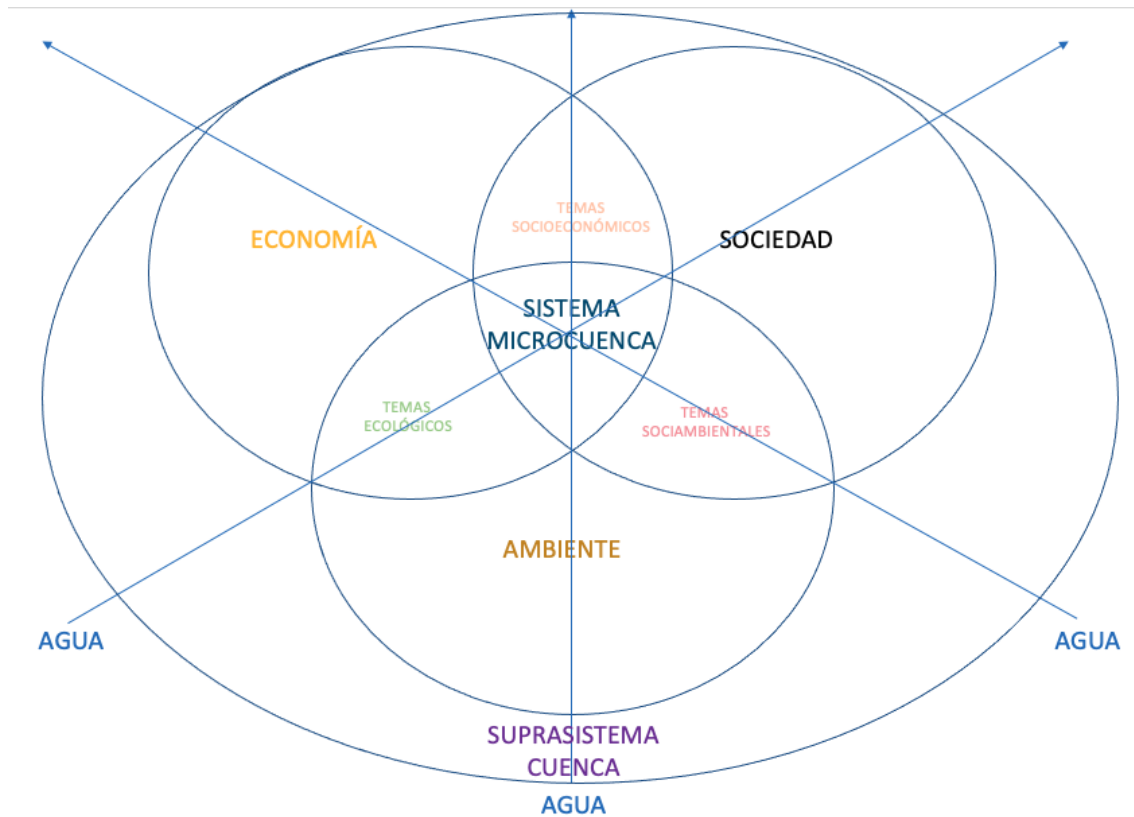 TEMAS
SOCIOECONÓMICOS
ECONOMÍA
SOCIEDAD
SISTEMA
MICROCUENCA
TEMAS
ECOLÓGICOS
TEMAS
SOCIAMBIENTALES
AMBIENTE
AGUA
AGUA
SUPRASISTEMA
CUENCA
AGUA